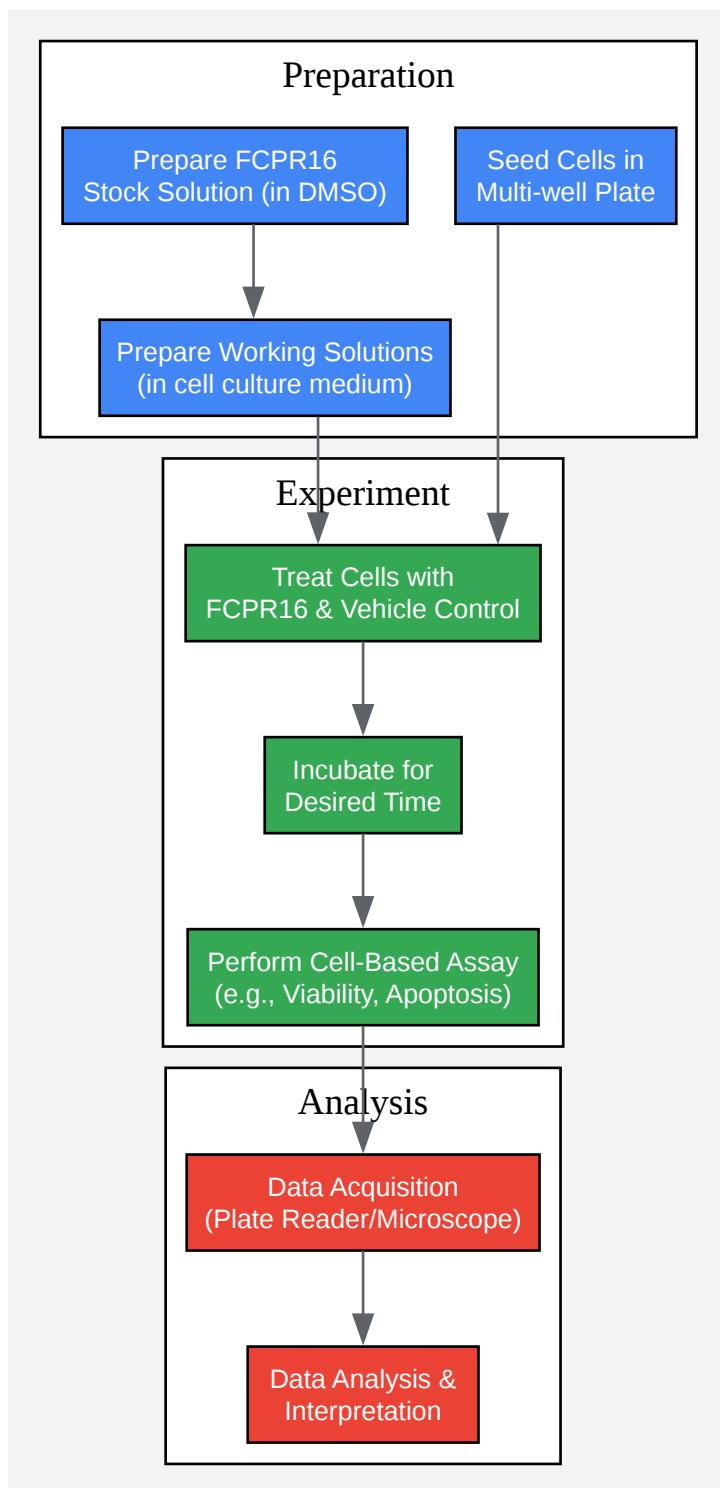 Preparation
Prepare FCPR16
Stock Solution (in DMSO)
Seed Cells in
Multi-well Plate
Prepare Working Solutions
(in cell culture medium)
Experiment
Treat Cells with
FCPR16 & Vehicle Control
Incubate for
Desired Time
Perform Cell-Based Assay
(e.g., Viability, Apoptosis)
Analysis
Data Acquisition
(Plate Reader/Microscope)
Data Analysis &
Interpretation